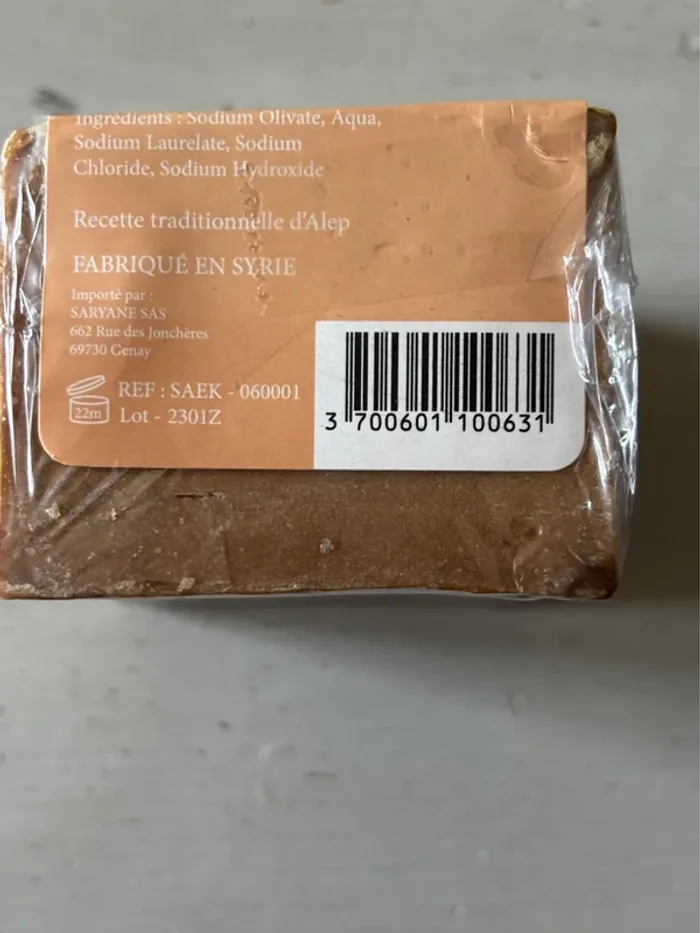 Ingredients : Sodium Olivate, Aqua,
Sodium Laurelate, Sodium
Chloride, Sodium Hydroxide
Recette traditionnelle d'Alep
FABRIQUÉ EN SYRIE
Importé par :
SARYANE SAS
662 Rue des Jonchères
69730 Genay
22m
REF : SAEK - 060001
Lot - 2301Z
3 700601 100631